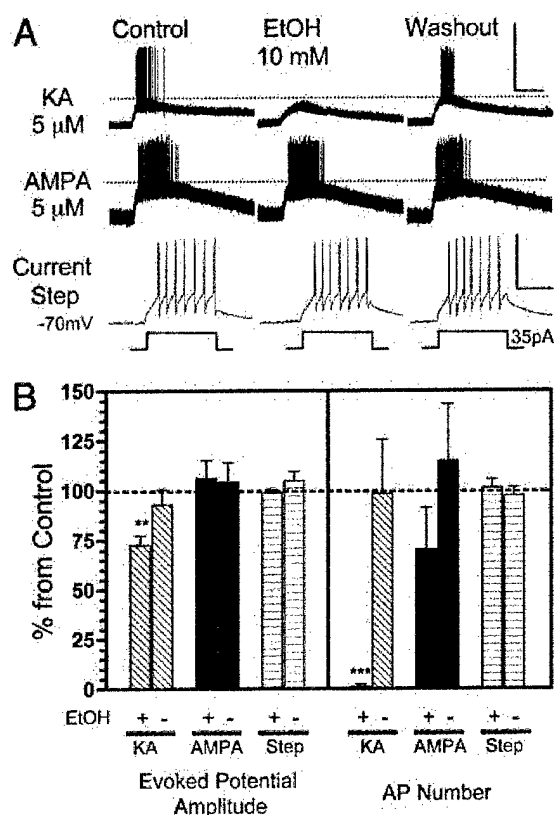 A
Control EtOH Washout
10 mM
KA
5 μM
AMPA
5 μM
Current
Step
-70mV
35pA
B
% from Control
150
125
100
75
50
25
0
**
***
EtOH + - + - + - + - + - + -
KA AMPA Step KA AMPA Step
Evoked Potential
Amplitude
AP Number